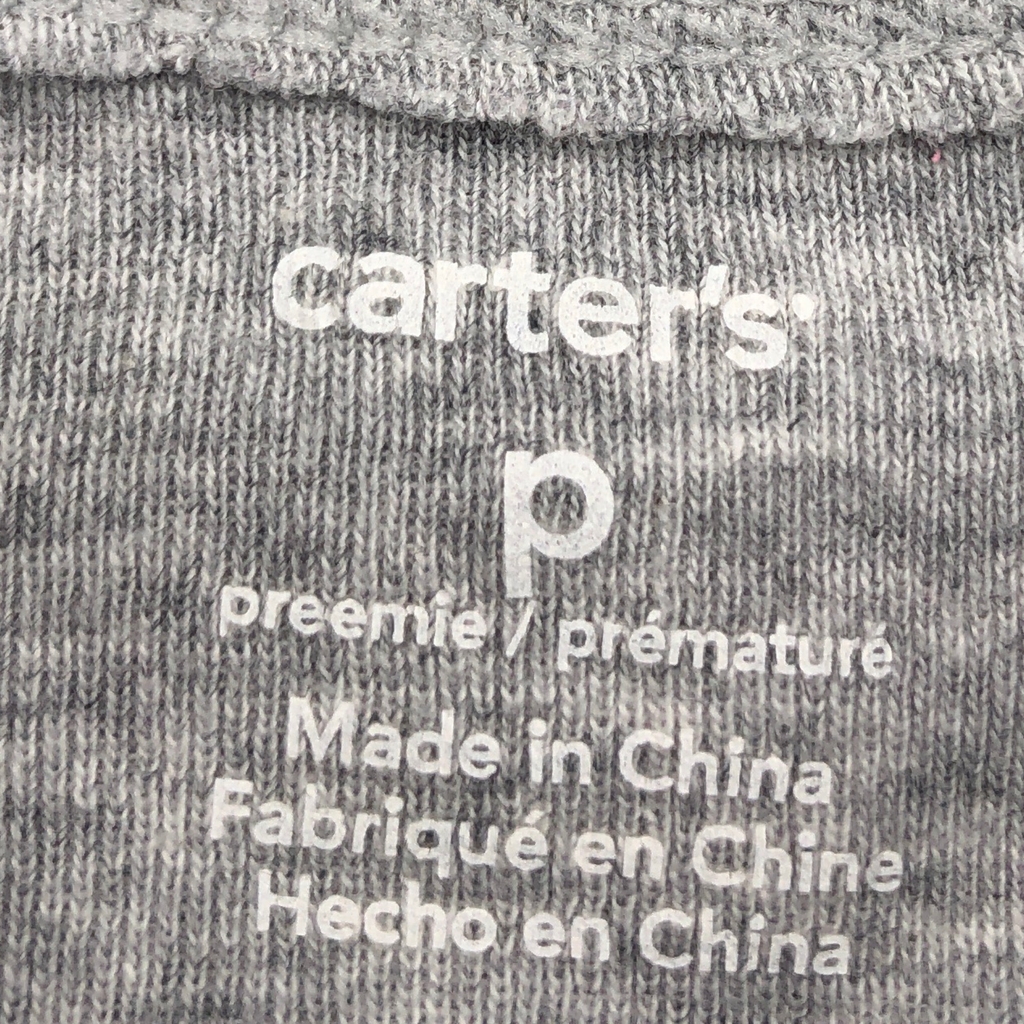 carter's
p
preemie / prématuré
Made in China
Fabriqué en Chine
Hecho en China